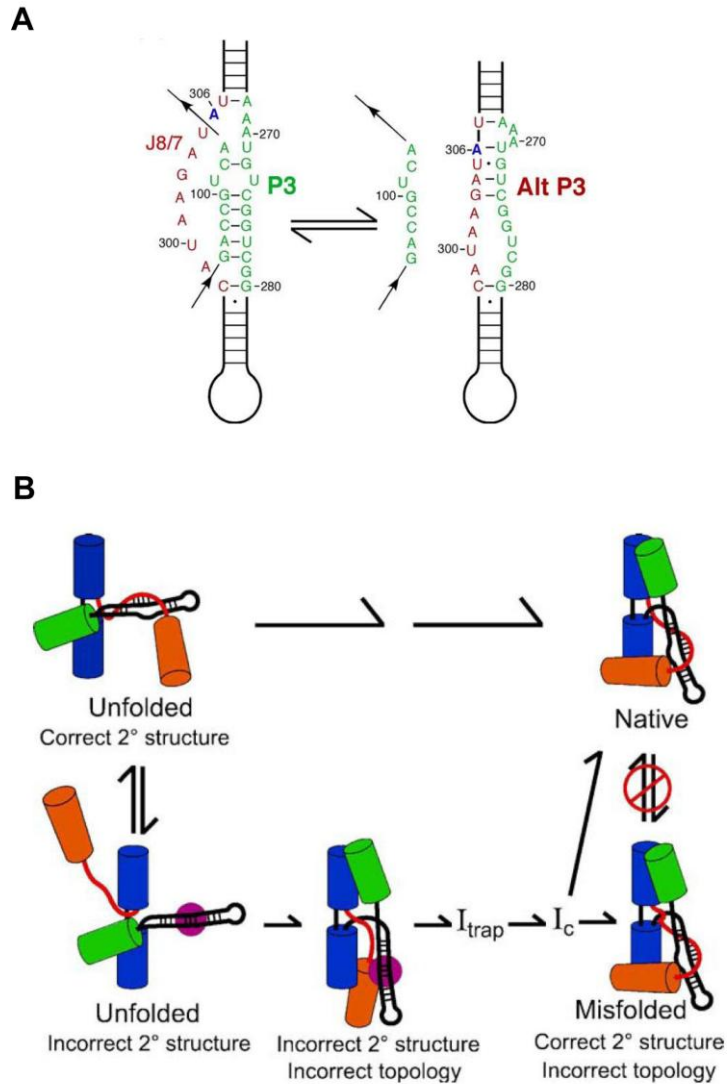 A
306
U A
A A
A 270
J8/7 U
A A U
G C G
A U U P3
A 100 G C
A C G
300 C G
U A U
A G C
G
C G 280
A
C
U
100 G
C
C
A
G
U A
A
A 270
306 A U
U G
A U Alt P3
G C
A G
A G
300 U U
A C
G
C G 280
B
Unfolded
Correct 2° structure
Native
Unfolded
Incorrect 2° structure
Incorrect 2° structure
Incorrect topology
Itrap
Ic
Misfolded
Correct 2° structure
Incorrect topology